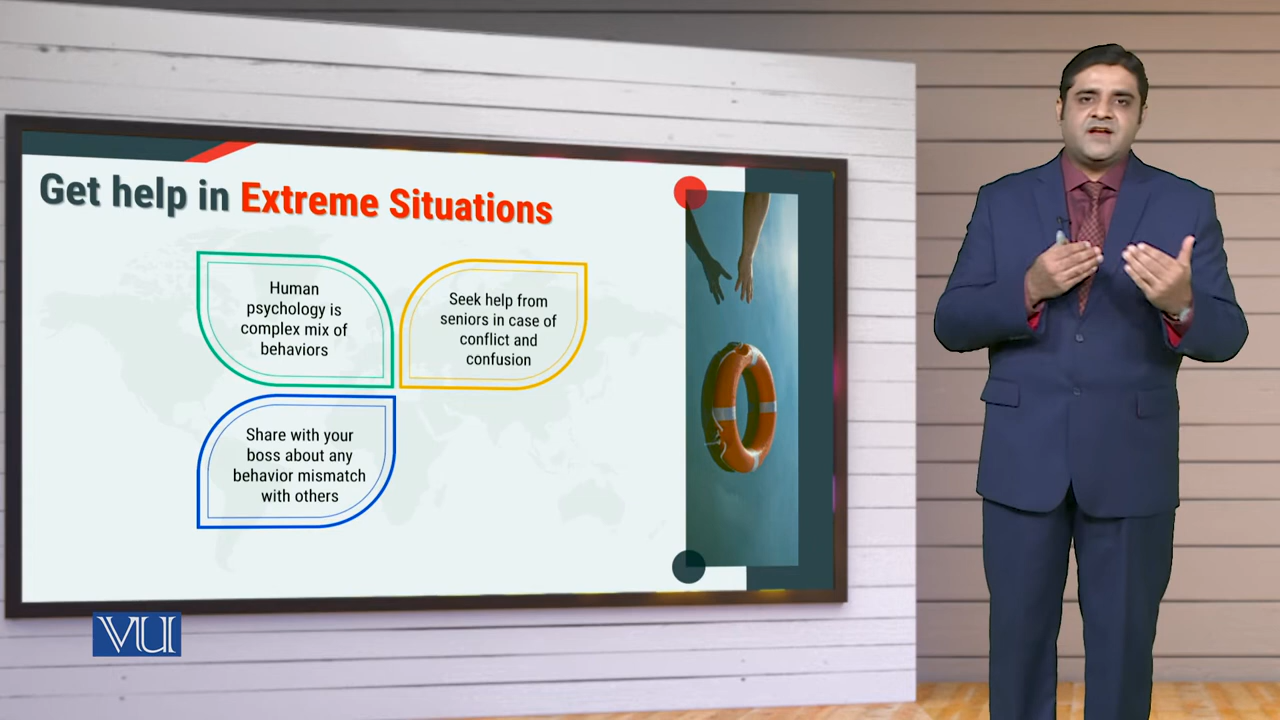 Get help in Extreme Situations
Human
psychology is
complex mix of
behaviors
Seek help from
seniors in case of
conflict and
confusion
Share with your
boss about any
behavior mismatch
with others
VU